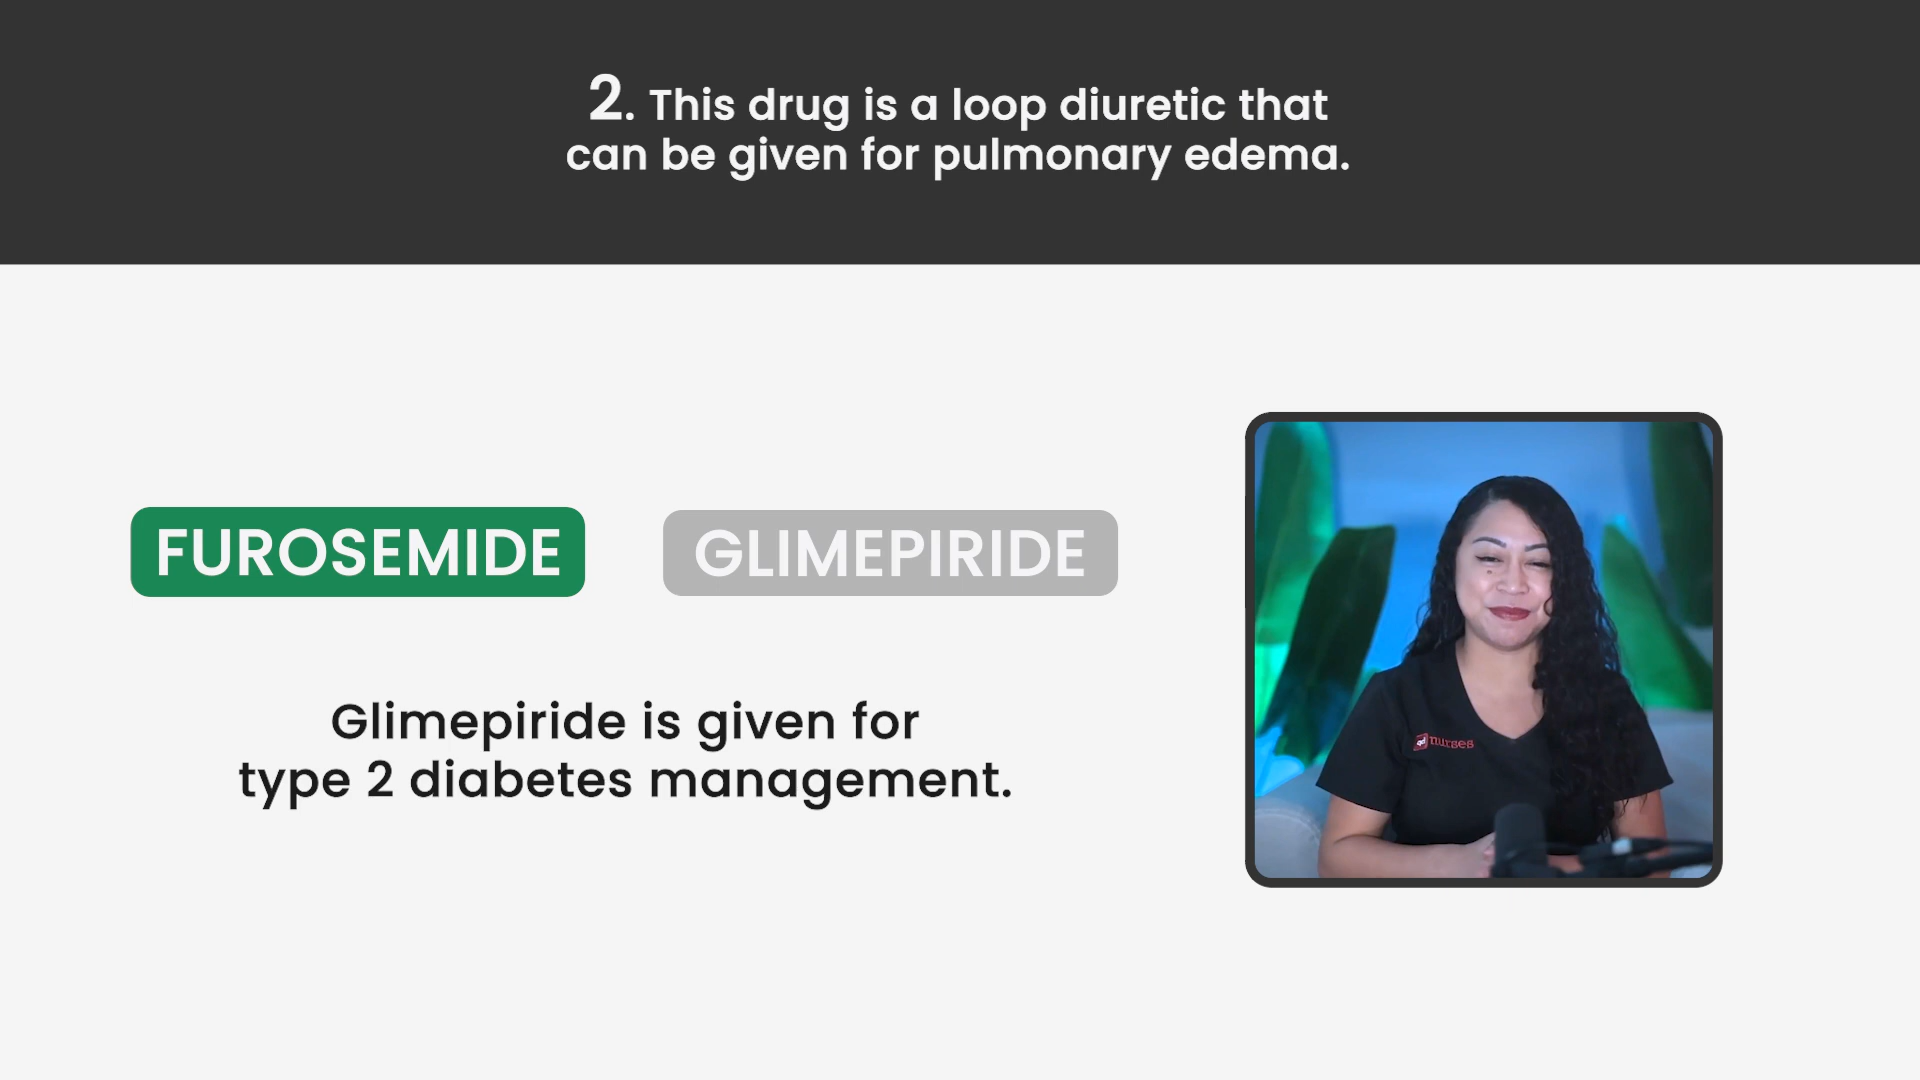 2. This drug is a loop diuretic that
can be given for pulmonary edema.
FUROSEMIDE
GLIMEPIRIDE
Glimepiride is given for
type 2 diabetes management.
qd nurses